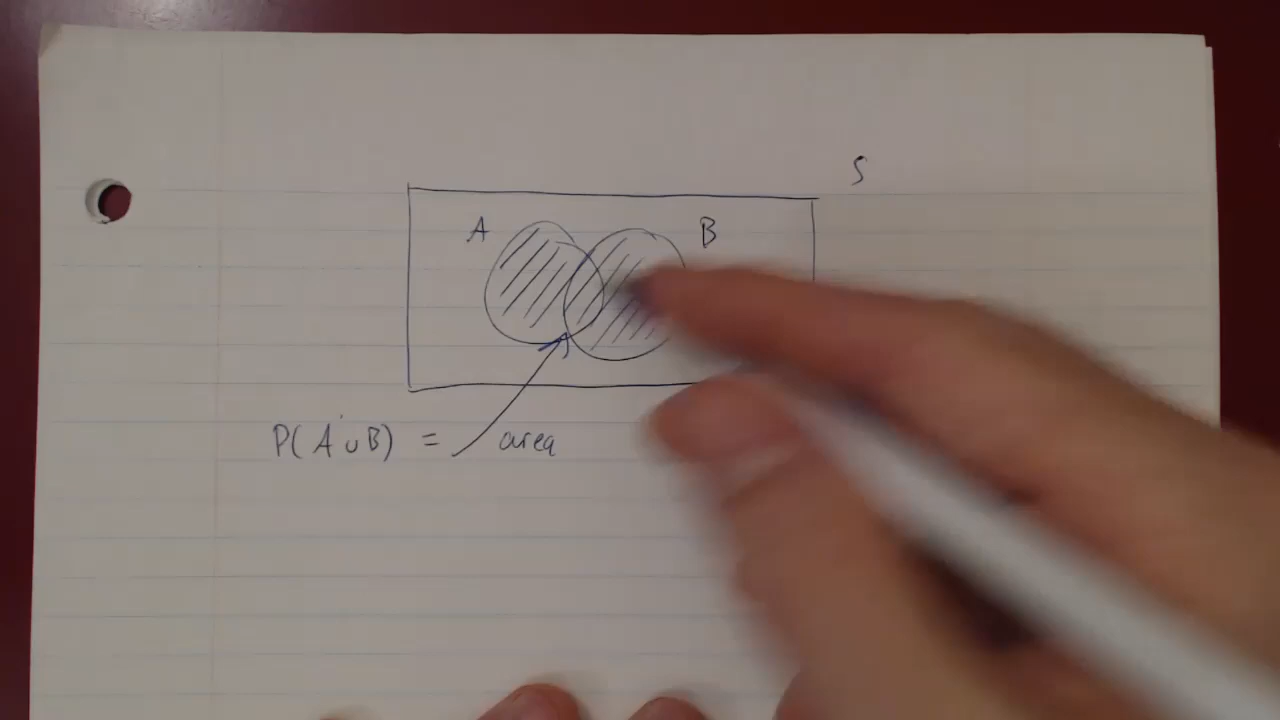 S
A B
P(A∪B) = area